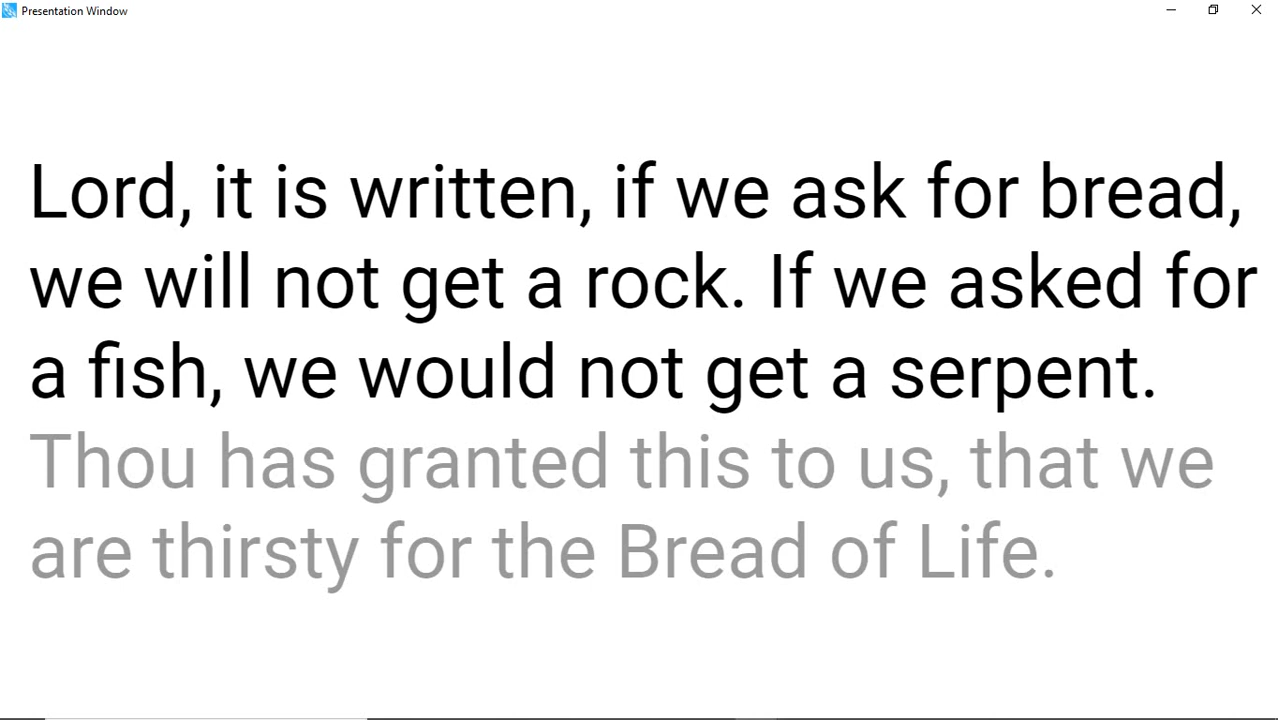 Presentation Window
Lord, it is written, if we ask for bread,
we will not get a rock. If we asked for
a fish, we would not get a serpent.
Thou has granted this to us, that we
are thirsty for the Bread of Life.